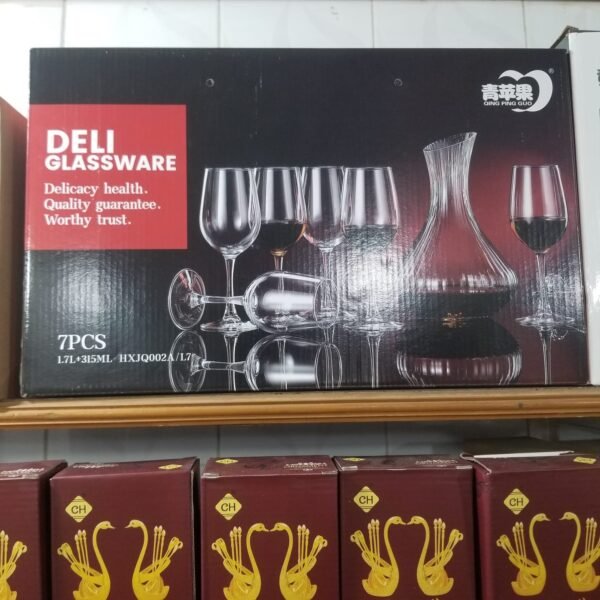 青苹果
QING PING GUO
®
DELI
GLASSWARE
Delicacy health.
Quality guarantee.
Worthy trust.
7PCS
1.7L+315ML HXJQ002A/1.7
CH
CH
CH
CH